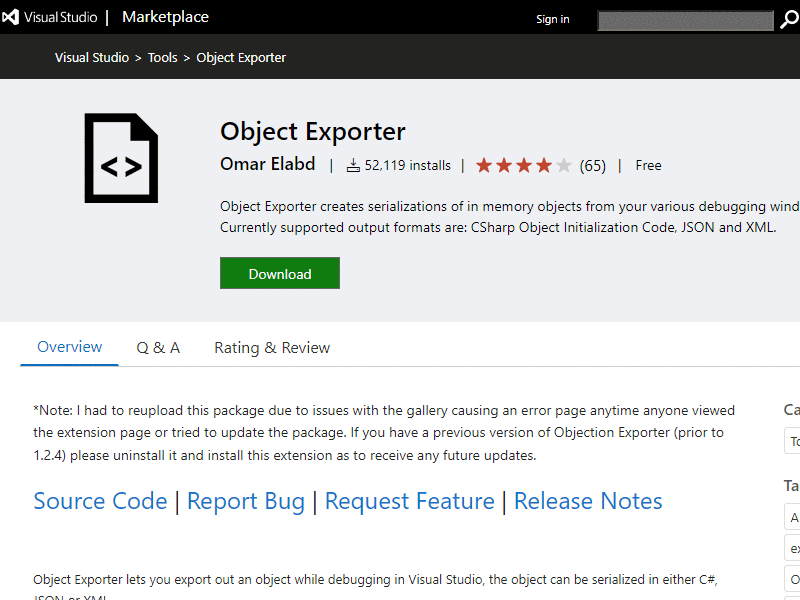 Visual Studio | Marketplace
Sign in
Visual Studio > Tools > Object Exporter
Object Exporter
Omar Elabd | 52,119 installs | (65) | Free
Object Exporter creates serializations of in memory objects from your various debugging wind
Currently supported output formats are: CSharp Object Initialization Code, JSON and XML.
Download
Overview Q & A Rating & Review
*Note: I had to reupload this package due to issues with the gallery causing an error page anytime anyone viewed
the extension page or tried to update the package. If you have a previous version of Objection Exporter (prior to
1.2.4) please uninstall it and install this extension as to receive any future updates.
Source Code | Report Bug | Request Feature | Release Notes
Object Exporter lets you export out an object while debugging in Visual Studio, the object can be serialized in either C#,
JSON or XML
Ca
To
Ta
A
ex
O